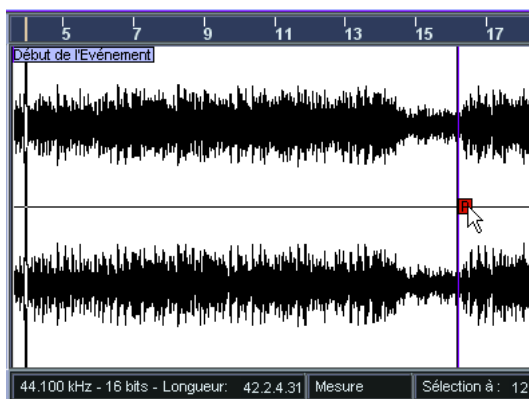 5 7 9 11 13 15 17
Début de l'Evénement
P
44.100 kHz - 16 bits - Longueur: 42.2.4.31 Mesure Sélection à : 12